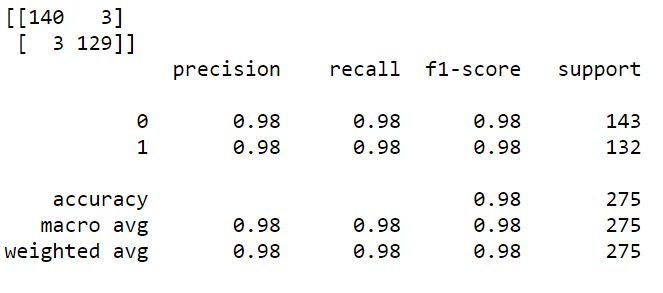 [[140   3]
 [  3 129]]
              precision    recall  f1-score   support

           0       0.98      0.98      0.98       143
           1       0.98      0.98      0.98       132

    accuracy                           0.98       275
   macro avg       0.98      0.98      0.98       275
weighted avg       0.98      0.98      0.98       275